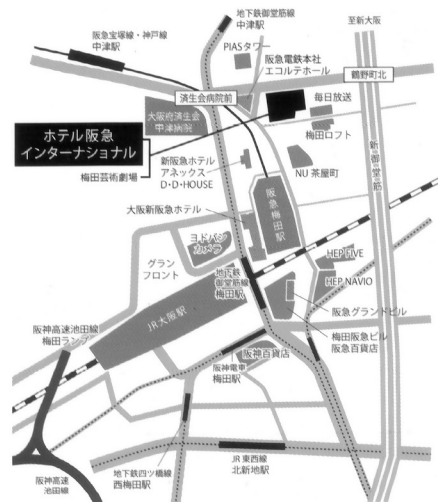 地下鉄御堂筋線
中津駅
至新大阪
阪急宝塚線・神戸線
中津駅
PIASタワー
阪急電鉄本社
エコルテホール
鶴野町北
済生会病院前
毎日放送
大阪府済生会
中津病院
梅田ロフト
ホテル阪急
インターナショナル
新御堂筋
梅田芸術劇場
新阪急ホテル
アネックス
D・D・HOUSE
NU 茶屋町
阪急梅田駅
大阪新阪急ホテル
ヨドバシ
カメラ
グラン
フロント
HEP FIVE
地下鉄
御堂筋線
梅田駅
HEP NAVIO
JR大阪駅
阪急グランドビル
阪神高速池田線
梅田ランプ
梅田阪急ビル
阪急百貨店
阪神百貨店
阪神電車
梅田駅
JR東西線
北新地駅
地下鉄四ツ橋線
西梅田駅
阪神高速
池田線